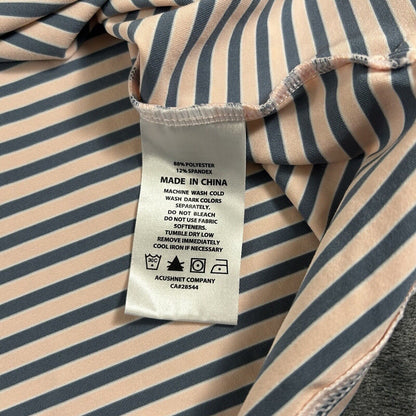 88% POLYESTER
12% SPANDEX
MADE IN CHINA
MACHINE WASH COLD
WASH DARK COLORS
SEPARATELY.
DO NOT BLEACH
DO NOT USE FABRIC
SOFTENERS.
TUMBLE DRY LOW
REMOVE IMMEDIATELY
COOL IRON IF NECESSARY
ACUSHNET COMPANY
CA#28544